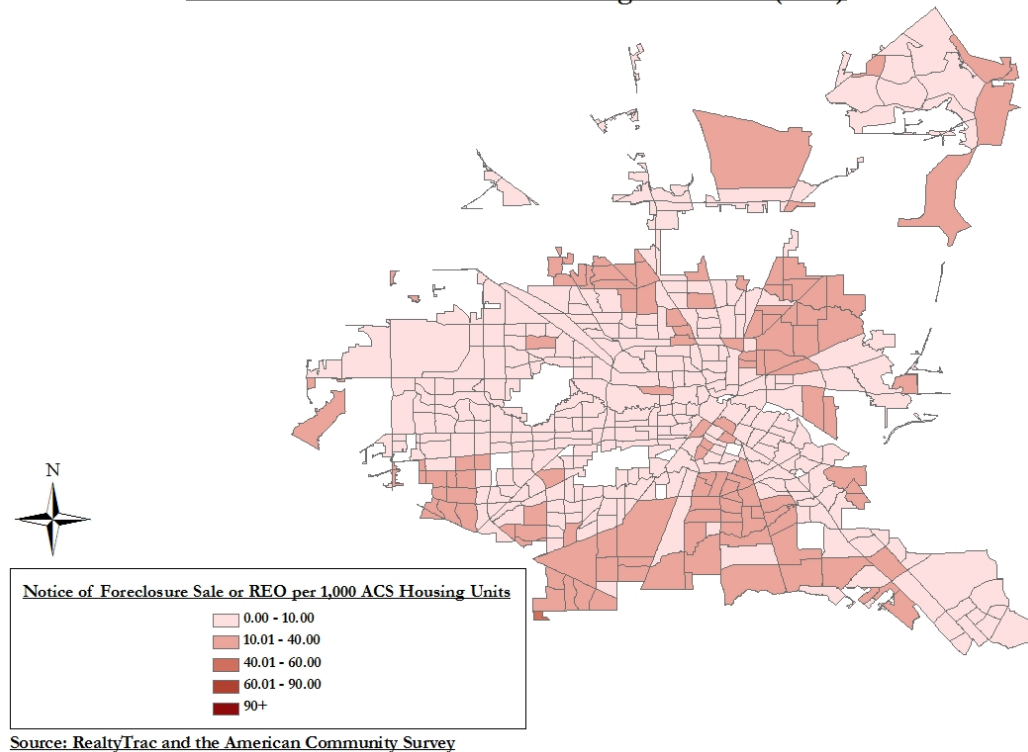 N
Notice of Foreclosure Sale or REO per 1,000 ACS Housing Units
0.00 - 10.00
10.01 - 40.00
40.01 - 60.00
60.01 - 90.00
90+
Source: RealtyTrac and the American Community Survey